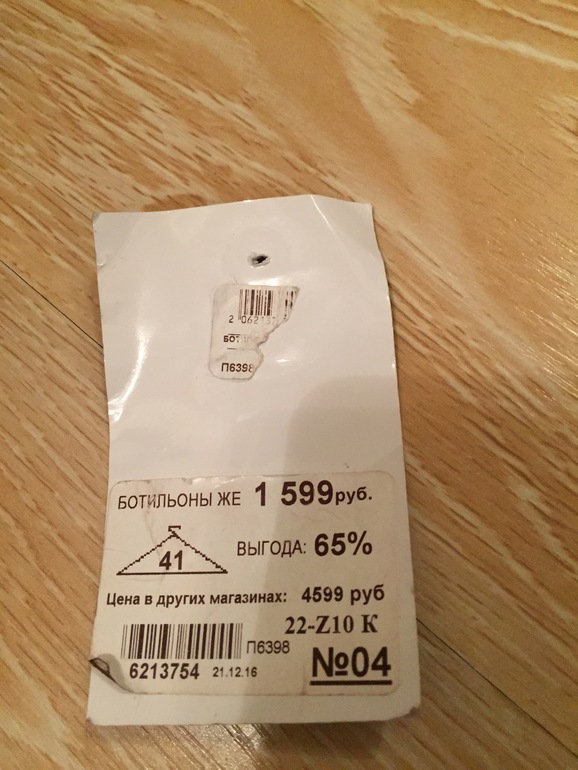 П6398
БОТИЛЬОНЫ ЖЕ 1 599руб.
41 ВЫГОДА: 65%
Цена в других магазинах: 4599 руб
22-Z10 К
П6398
6213754 21.12.16 №04